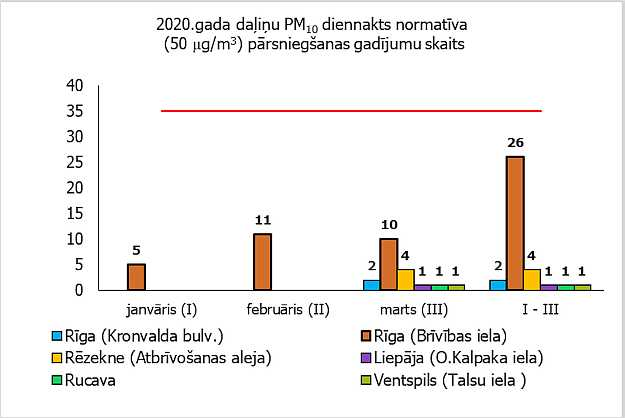 2020.gada daļiņu PM10 diennakts normatīva
(50 µg/m³) pārsniegšanas gadījumu skaits
40
35
30
25
20
15
10
5
0
5
11
2
10
4
1
1
1
2
26
4
1
1
1
janvāris (I)
februāris (II)
marts (III)
I - III
Rīga (Kronvalda bulv.)
Rīga (Brīvības iela)
Rēzekne (Atbrīvošanas aleja)
Liepāja (O.Kalpaka iela)
Rucava
Ventspils (Talsu iela )